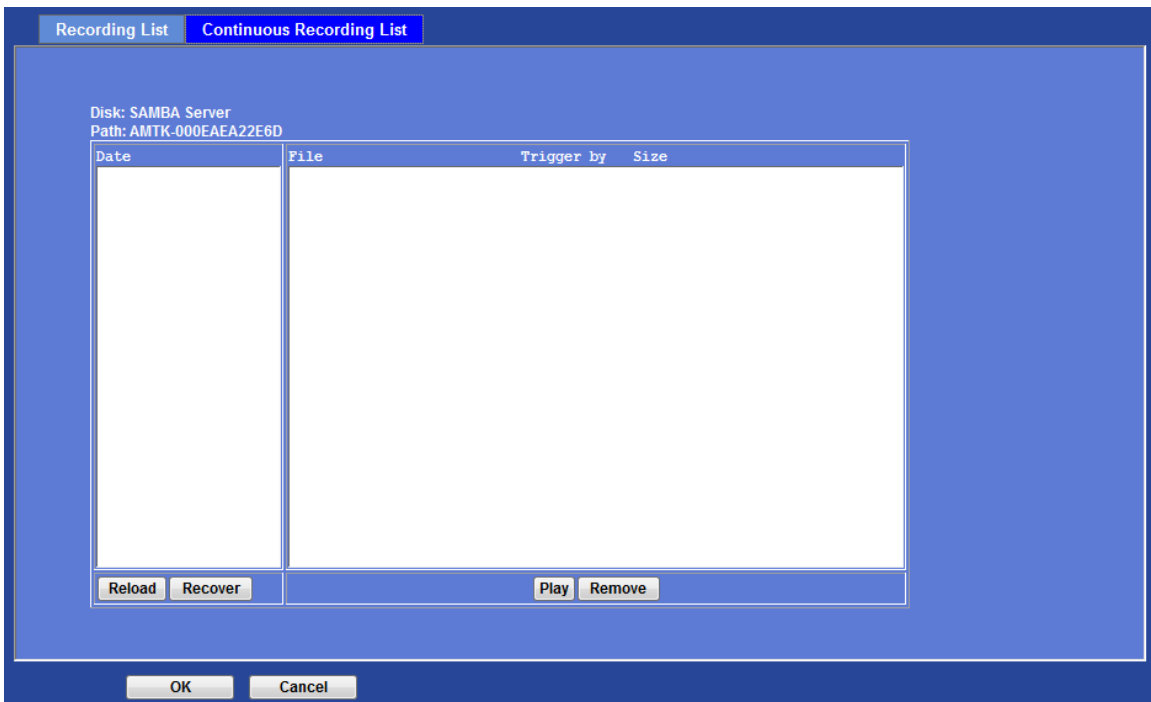 Recording List Continuous Recording List
Disk: SAMBA Server
Path: AMTK-000EAEA22E6D
Date File Trigger by Size
Reload Recover Play Remove
OK Cancel